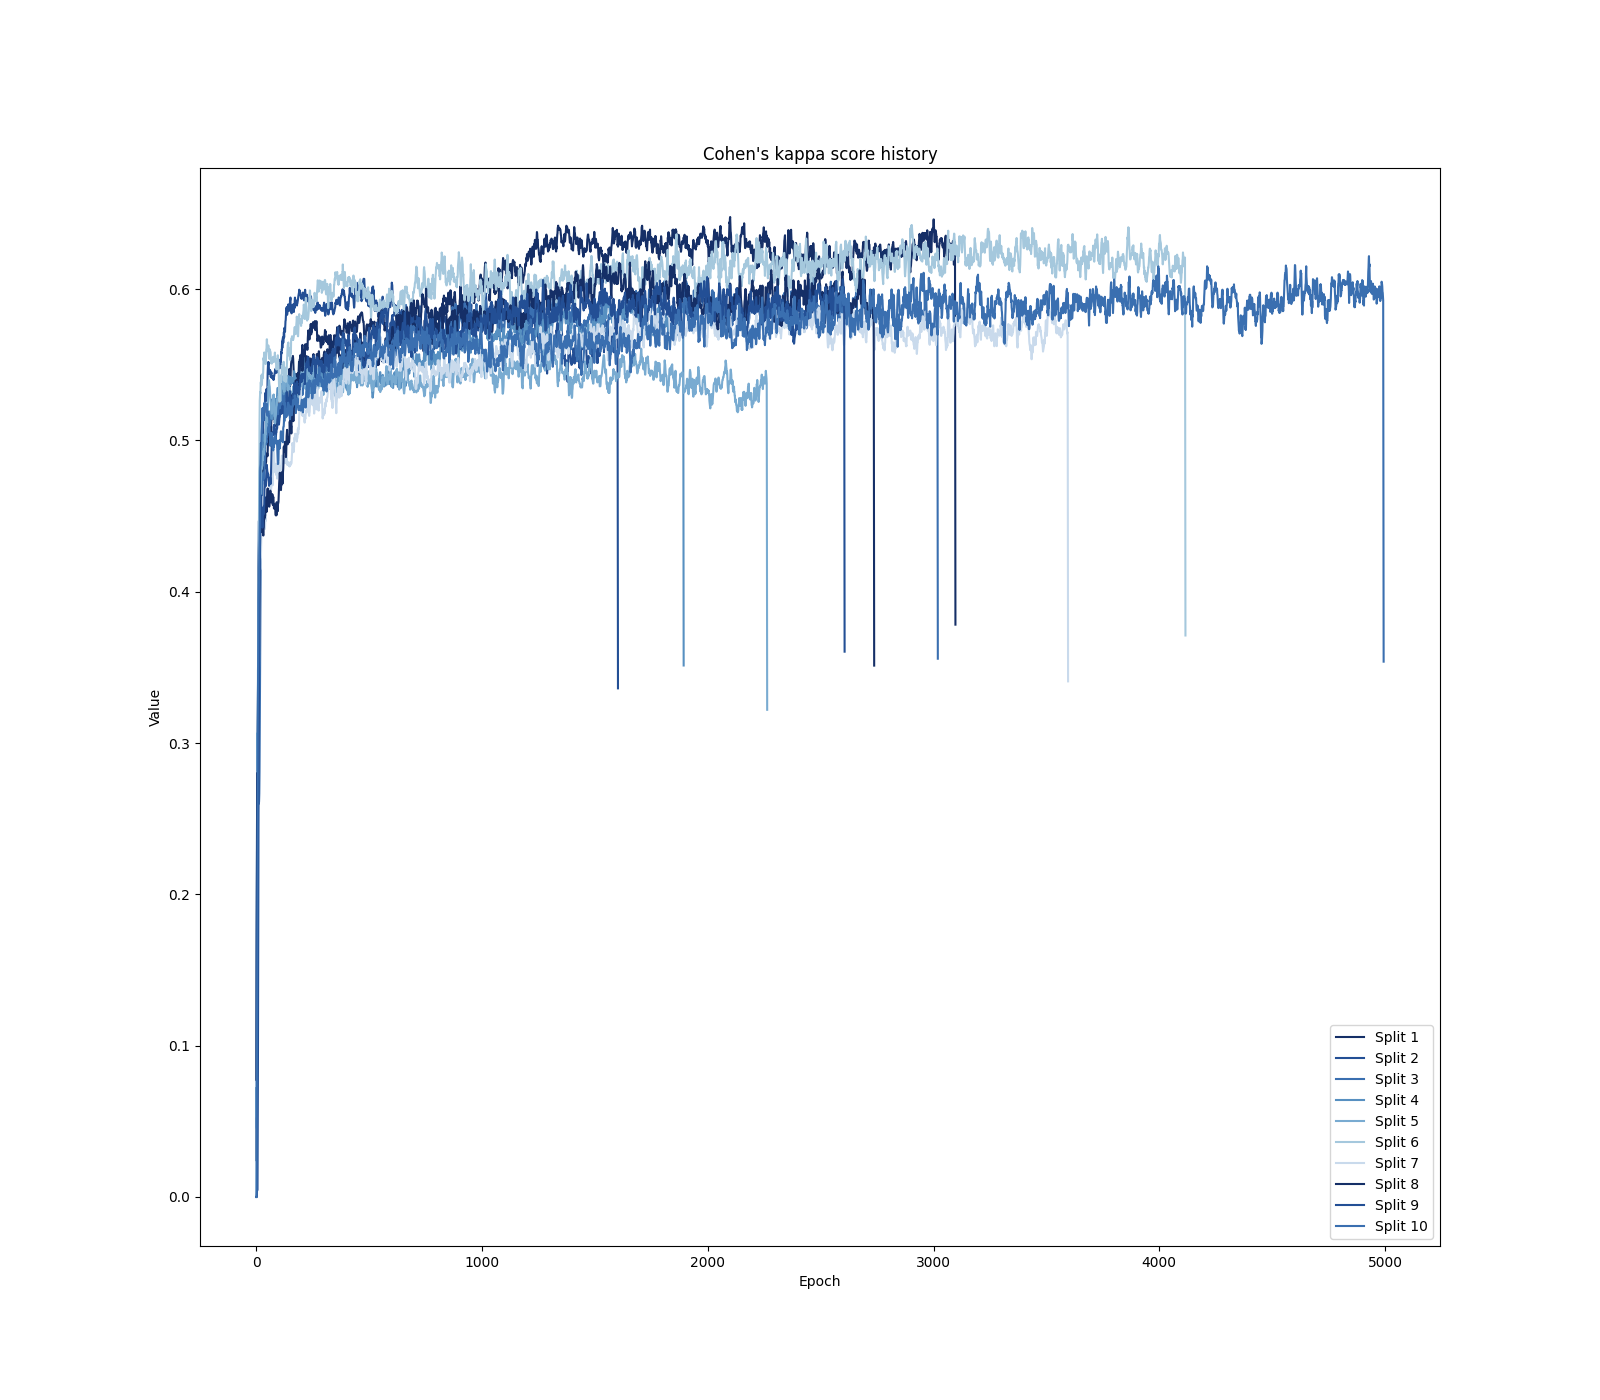 Cohen's kappa score history
Value
0.6
0.5
0.4
0.3
0.2
0.1
0.0
0 1000 2000 3000 4000 5000
Epoch
Split 1
Split 2
Split 3
Split 4
Split 5
Split 6
Split 7
Split 8
Split 9
Split 10